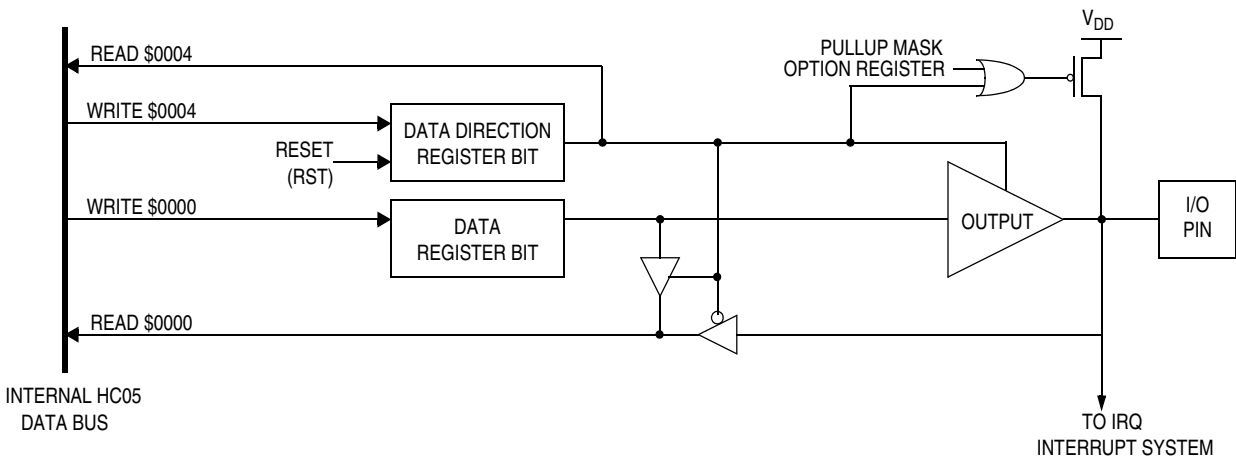 V_DD
READ $0004
PULLUP MASK
OPTION REGISTER
WRITE $0004
DATA DIRECTION
REGISTER BIT
RESET
(RST)
WRITE $0000
DATA
REGISTER BIT
OUTPUT
I/O
PIN
READ $0000
INTERNAL HC05
DATA BUS
TO IRQ
INTERRUPT SYSTEM